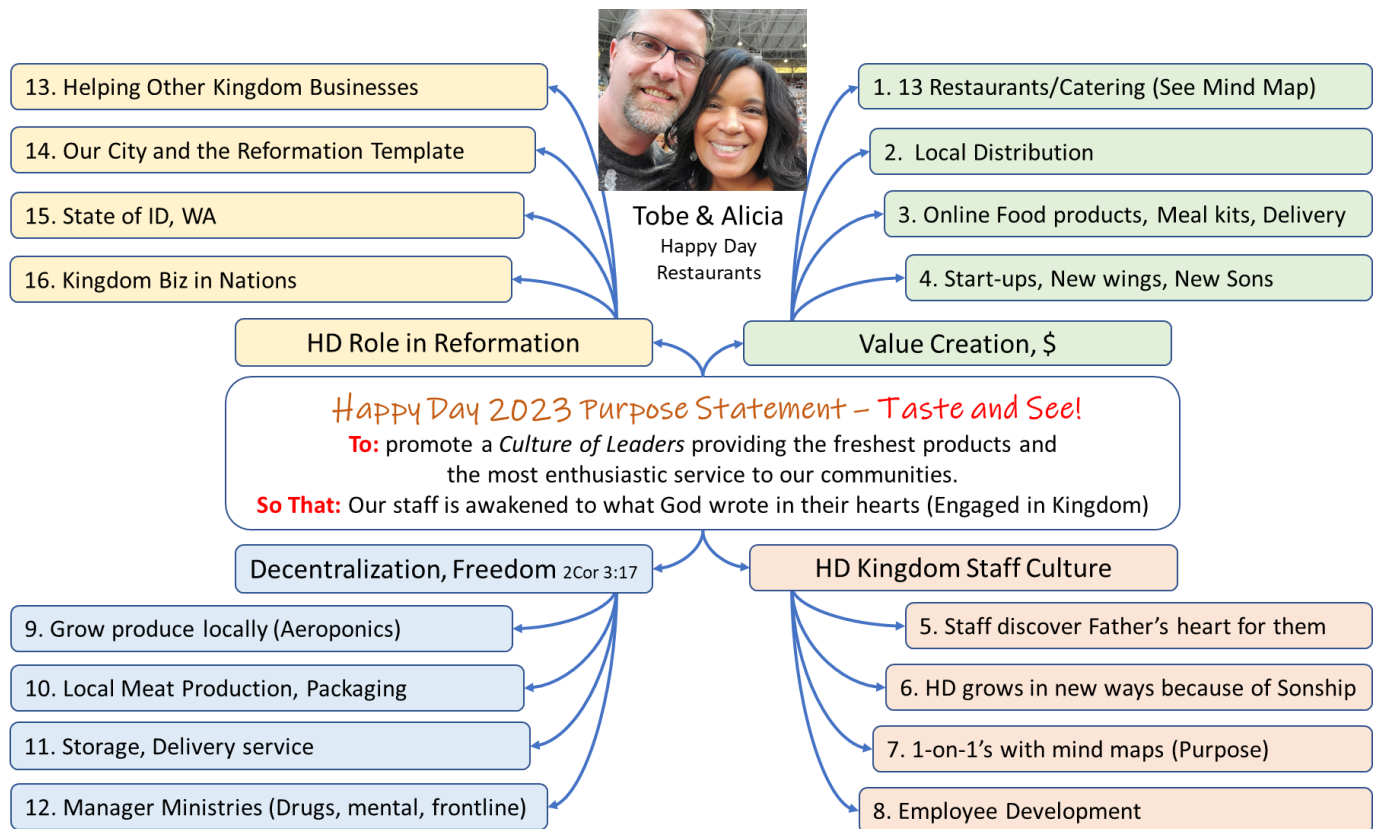 Tobe & Alicia
Happy Day
Restaurants
13. Helping Other Kingdom Businesses
14. Our City and the Reformation Template
15. State of ID, WA
16. Kingdom Biz in Nations
HD Role in Reformation
1. 13 Restaurants/Catering (See Mind Map)
2. Local Distribution
3. Online Food products, Meal kits, Delivery
4. Start-ups, New wings, New Sons
Value Creation, $
Happy Day 2023 Purpose Statement – Taste and See!
To: promote a Culture of Leaders providing the freshest products and
the most enthusiastic service to our communities.
So That: Our staff is awakened to what God wrote in their hearts (Engaged in Kingdom)
Decentralization, Freedom 2Cor 3:17
9. Grow produce locally (Aeroponics)
10. Local Meat Production, Packaging
11. Storage, Delivery service
12. Manager Ministries (Drugs, mental, frontline)
HD Kingdom Staff Culture
5. Staff discover Father’s heart for them
6. HD grows in new ways because of Sonship
7. 1-on-1’s with mind maps (Purpose)
8. Employee Development